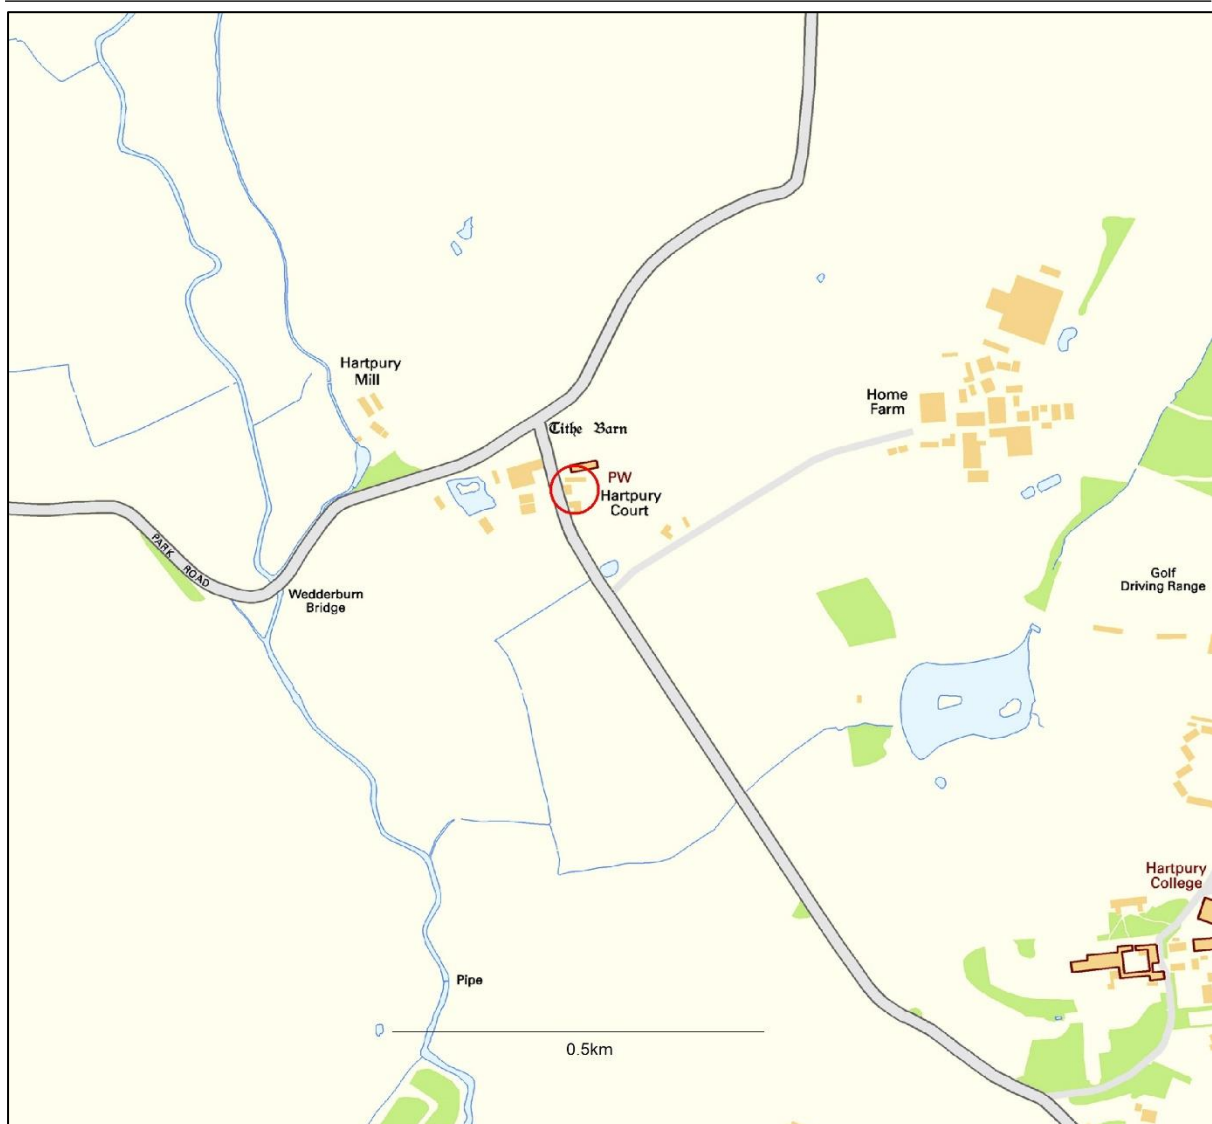 Hartpury
Mill
Home
Farm
Tithe Barn
PW
Hartpury
Court
PARK ROAD
Wedderburn
Bridge
Golf
Driving Range
Hartpury
College
Pipe
0.5km